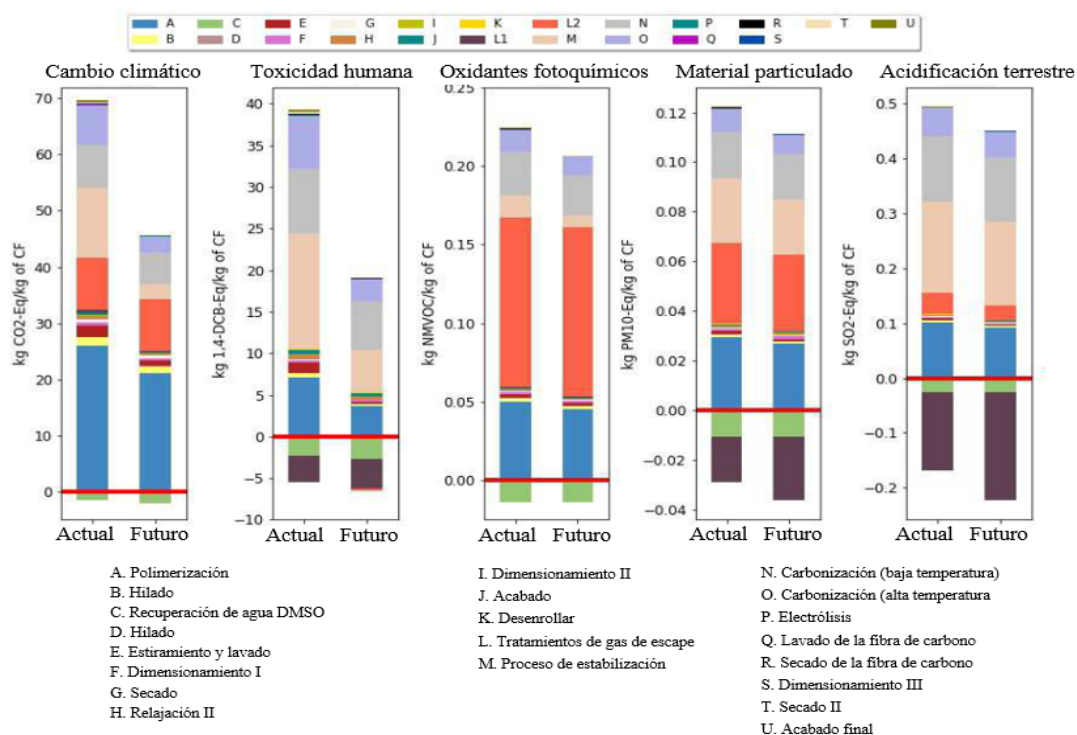 A C E G I K L2 N P R T U
B D F H J L1 M O Q S
Cambio climático Toxicidad humana Oxidantes fotoquímicos Material particulado Acidificación terrestre
kg CO2-Eq/kg of CF
70
60
50
40
30
20
10
0
Actual Futuro
kg 1,4-DCB-Eq/kg of CF
40
35
30
25
20
15
10
5
0
−5
−10
Actual Futuro
kg NMVOC/kg of CF
0.25
0.20
0.15
0.10
0.05
0.00
Actual Futuro
kg PM10-Eq/kg of CF
0.12
0.10
0.08
0.06
0.04
0.02
0.00
−0.02
−0.04
Actual Futuro
kg SO2-Eq/kg of CF
0.5
0.4
0.3
0.2
0.1
0.0
−0.1
−0.2
Actual Futuro
A. Polimerización
B. Hilado
C. Recuperación de agua DMSO
D. Hilado
E. Estiramiento y lavado
F. Dimensionamiento I
G. Secado
H. Relajación II
I. Dimensionamiento II
J. Acabado
K. Desenrollar
L. Tratamientos de gas de escape
M. Proceso de estabilización
N. Carbonización (baja temperatura)
O. Carbonización (alta temperatura
P. Electrólisis
Q. Lavado de la fibra de carbono
R. Secado de la fibra de carbono
S. Dimensionamiento III
T. Secado II
U. Acabado final